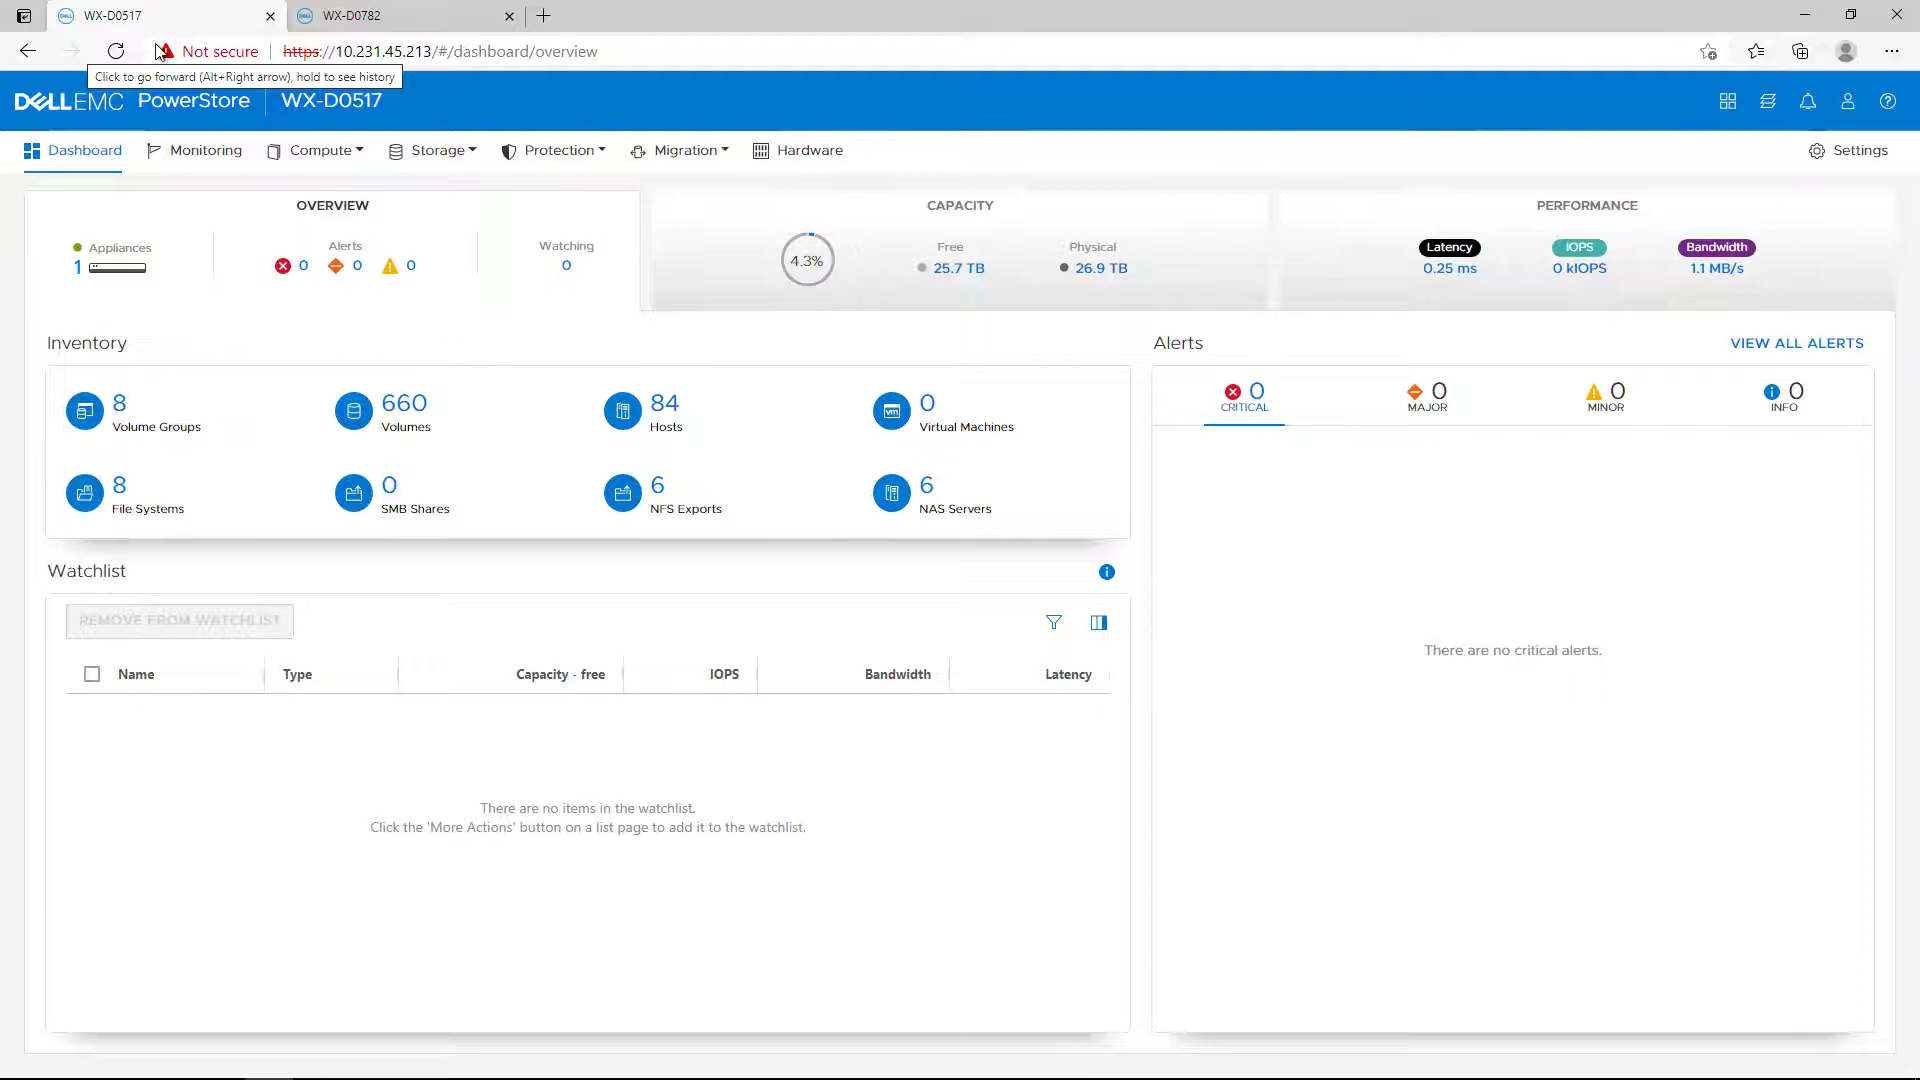 WX-D0517
WX-D0782
Not secure
https://10.231.45.213/#/dashboard/overview
Click to go forward (Alt+Right arrow), hold to see history
DELLEMC PowerStore WX-D0517
Dashboard Monitoring Compute Storage Protection Migration Hardware Settings
OVERVIEW
Appliances
1
Alerts
0 0 0
Watching
0
CAPACITY
4.3%
Free
25.7 TB
Physical
26.9 TB
PERFORMANCE
Latency
0.25 ms
IOPS
0 kIOPS
Bandwidth
1.1 MB/s
Inventory
8
Volume Groups
660
Volumes
84
Hosts
vm
0
Virtual Machines
8
File Systems
0
SMB Shares
6
NFS Exports
6
NAS Servers
Alerts
VIEW ALL ALERTS
0
CRITICAL
0
MAJOR
0
MINOR
0
INFO
There are no critical alerts.
Watchlist
REMOVE FROM WATCHLIST
Name Type Capacity - free IOPS Bandwidth Latency
There are no items in the watchlist.
Click the 'More Actions' button on a list page to add it to the watchlist.